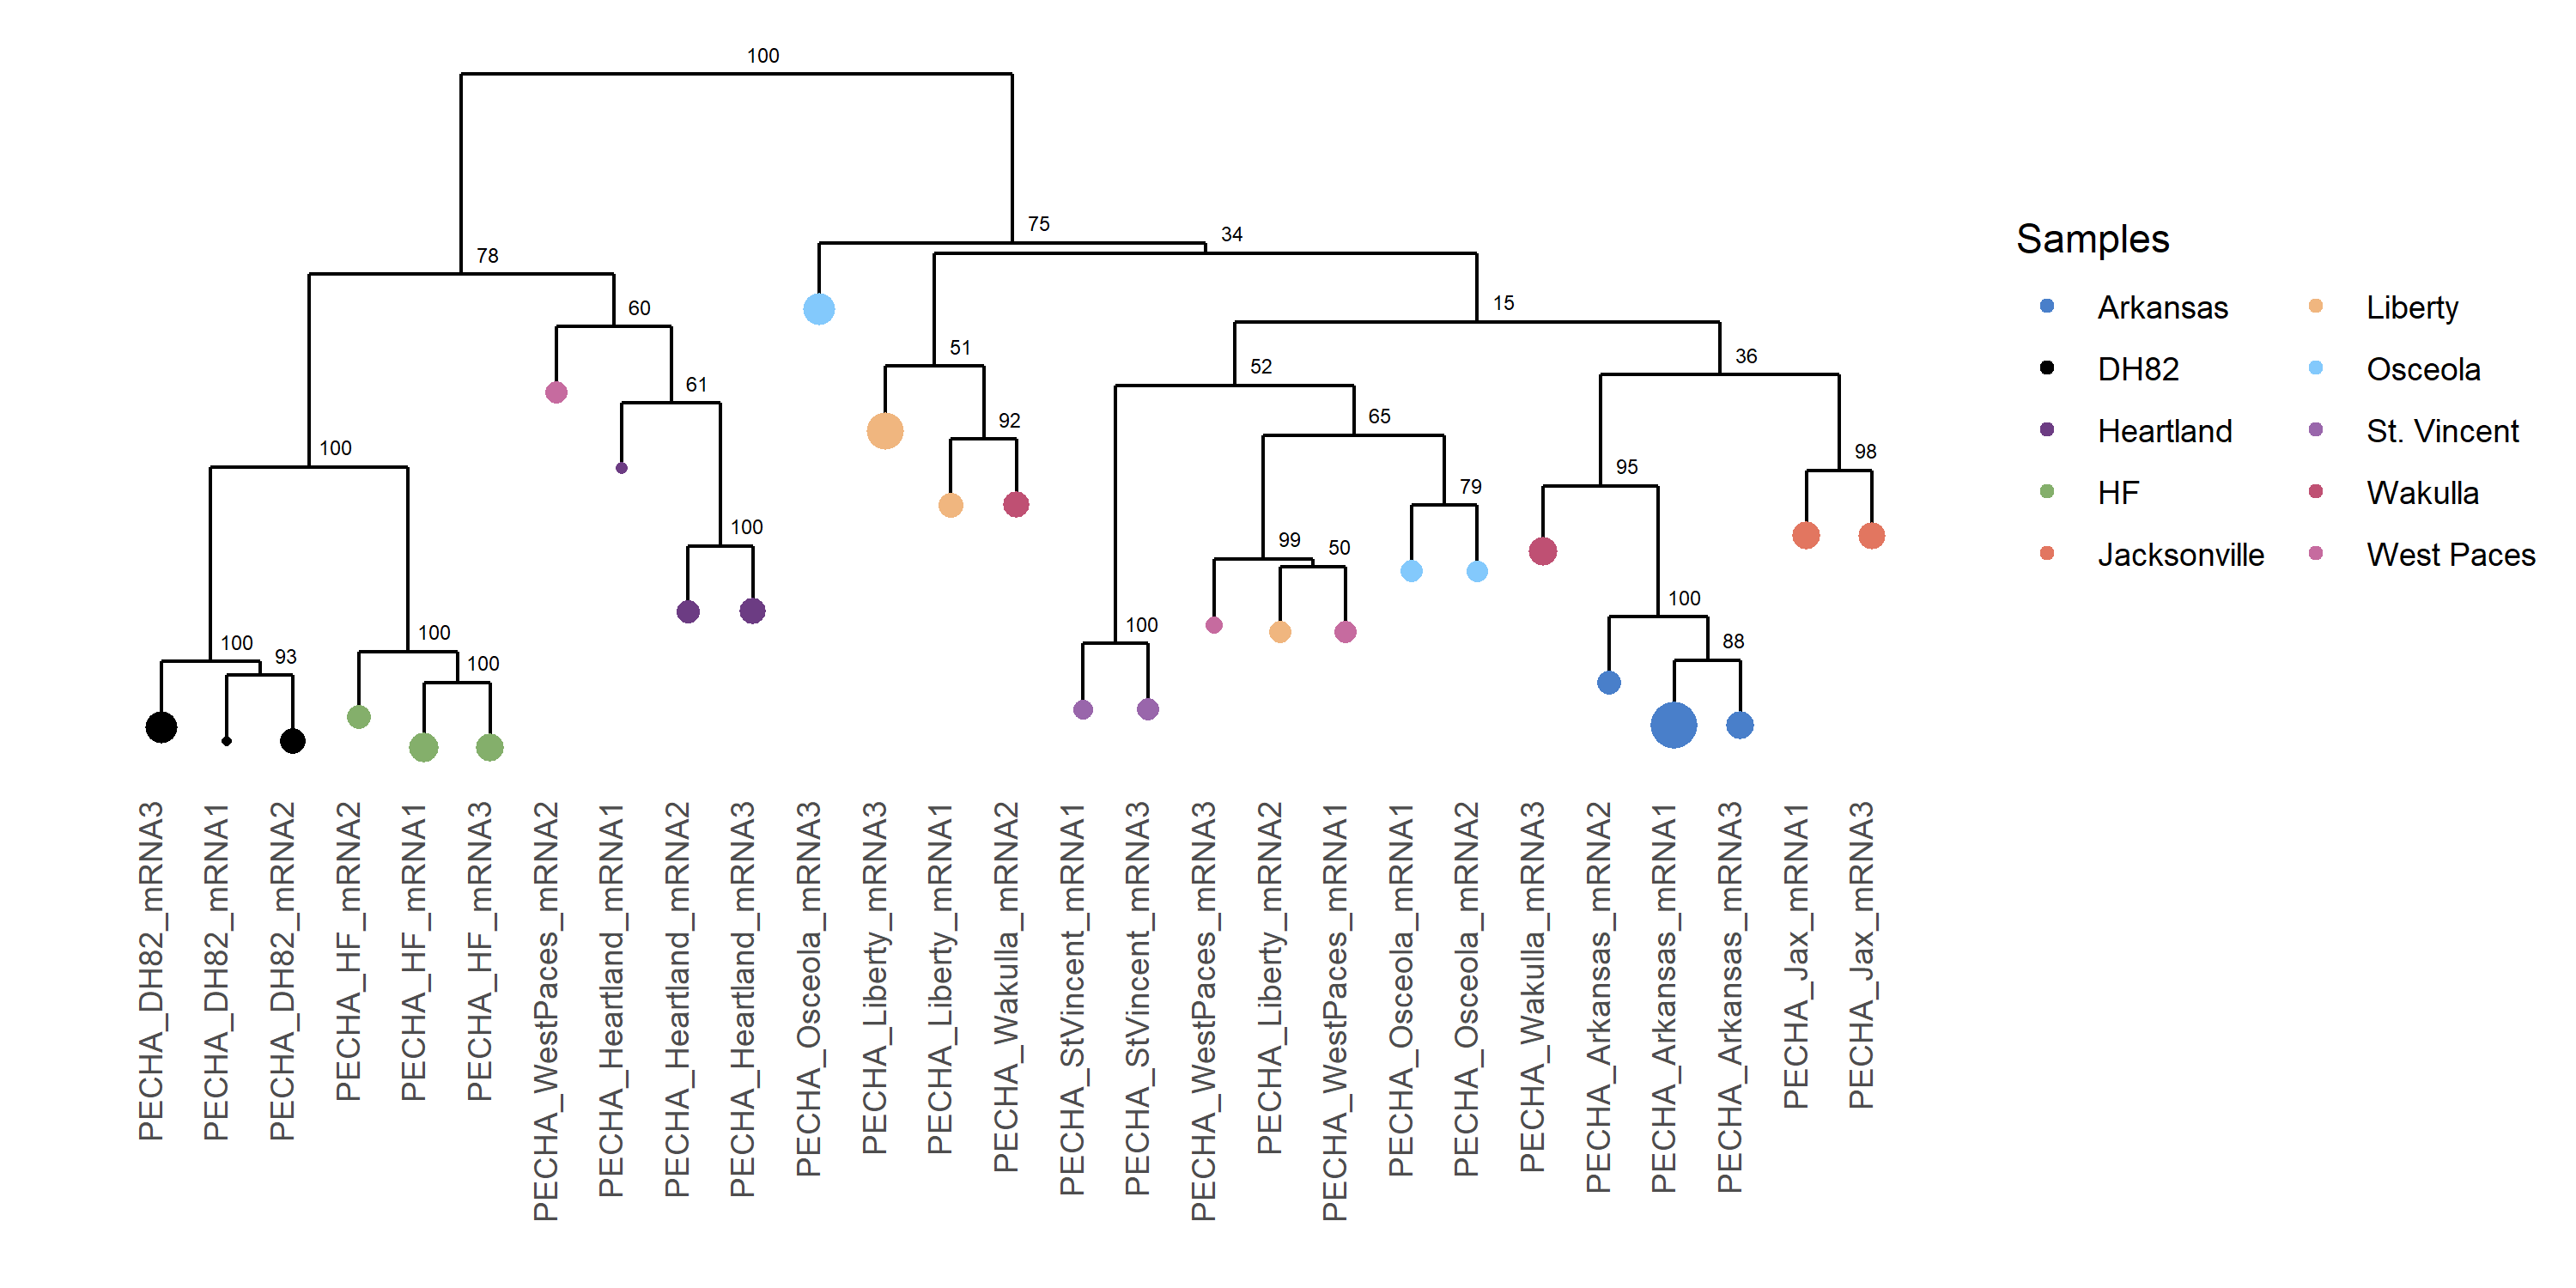 100
75
34
78
15
60
36
51
52
61
65
92
100
98
95
79
100
99
50
100
100
100
100
93
100
88
Samples
Arkansas
DH82
Heartland
HF
Jacksonville
Liberty
Osceola
St. Vincent
Wakulla
West Paces
PECHA_DH82_mRNA3
PECHA_DH82_mRNA1
PECHA_DH82_mRNA2
PECHA_HF_mRNA2
PECHA_HF_mRNA1
PECHA_HF_mRNA3
PECHA_WestPaces_mRNA2
PECHA_Heartland_mRNA1
PECHA_Heartland_mRNA2
PECHA_Heartland_mRNA3
PECHA_Osceola_mRNA3
PECHA_Liberty_mRNA3
PECHA_Liberty_mRNA1
PECHA_Wakulla_mRNA2
PECHA_StVincent_mRNA1
PECHA_StVincent_mRNA3
PECHA_WestPaces_mRNA3
PECHA_Liberty_mRNA2
PECHA_WestPaces_mRNA1
PECHA_Osceola_mRNA1
PECHA_Osceola_mRNA2
PECHA_Wakulla_mRNA3
PECHA_Arkansas_mRNA2
PECHA_Arkansas_mRNA1
PECHA_Arkansas_mRNA3
PECHA_Jax_mRNA1
PECHA_Jax_mRNA3